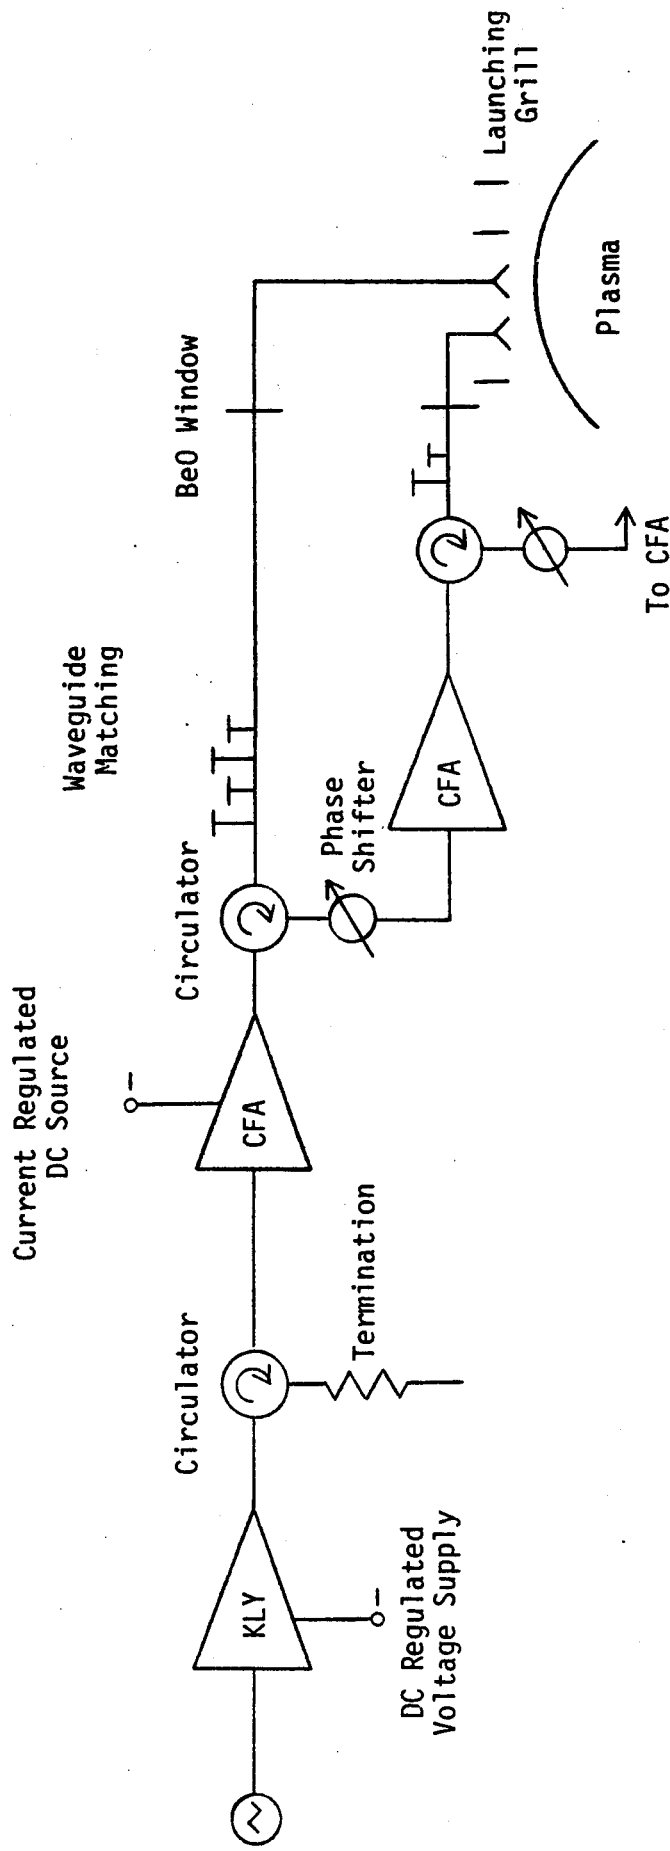 Current Regulated
DC Source
Waveguide
Matching
Circulator
Circulator
BeO Window
KLY
CFA
Phase
Shifter
CFA
Launching
Grill
DC Regulated
Voltage Supply
Termination
To CFA
Plasma